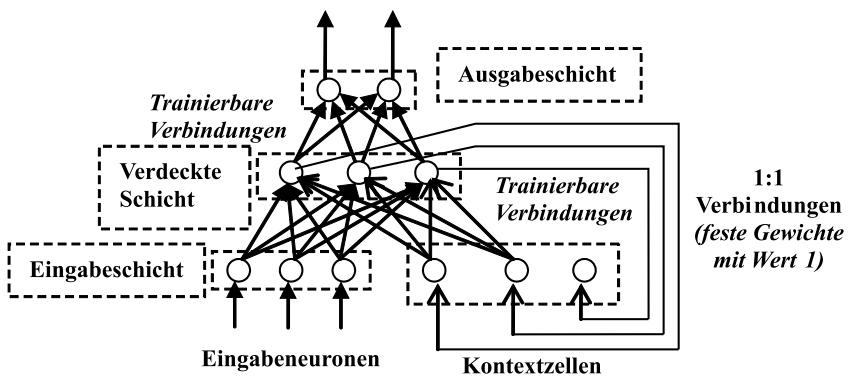 Ausgabeschicht
Trainierbare
Verbindungen
Verdeckte
Schicht
Trainierbare
Verbindungen
1:1
Verbindungen
(feste Gewichte
mit Wert 1)
Eingabeschicht
Eingabeneuronen
Kontextzellen